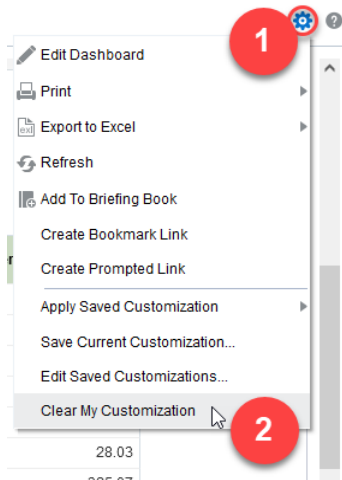 1
?
Edit Dashboard
Print
Export to Excel
Refresh
Add To Briefing Book
Create Bookmark Link
Create Prompted Link
Apply Saved Customization
Save Current Customization...
Edit Saved Customizations...
Clear My Customization
2
28.03